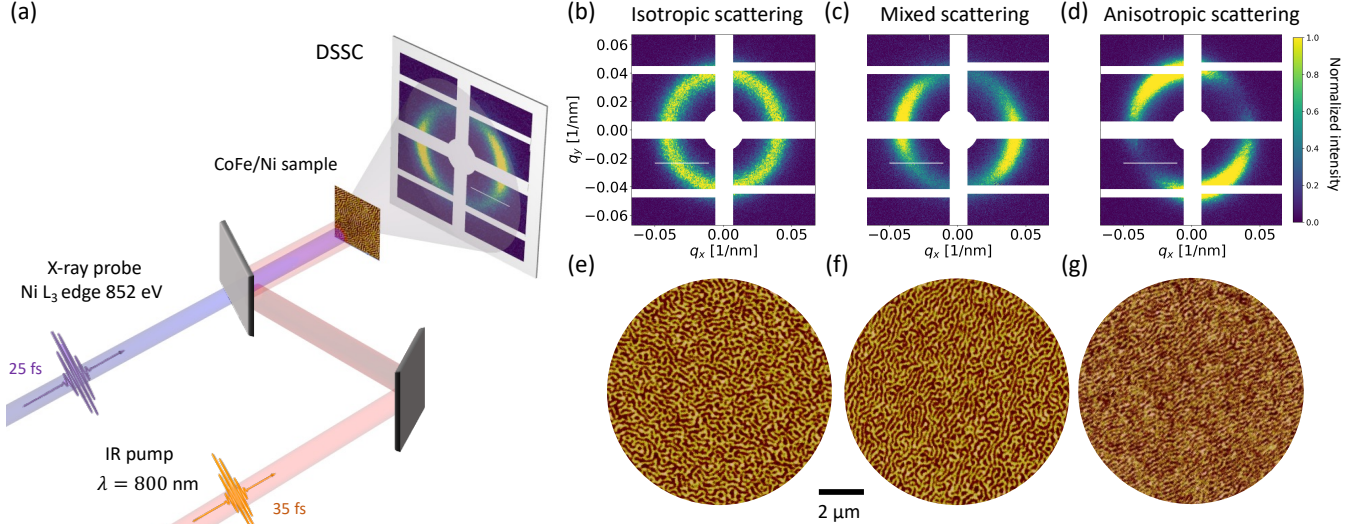 (a)
DSSC
CoFe/Ni sample
X-ray probe
Ni L₃ edge 852 eV
25 fs
IR pump
λ = 800 nm
35 fs
(b) Isotropic scattering
(c) Mixed scattering
(d) Anisotropic scattering
0.06
0.04
0.02
0.00
−0.02
−0.04
−0.06
qy [1/nm]
−0.05 0.00 0.05
qx [1/nm]
−0.05 0.00 0.05
qx [1/nm]
−0.05 0.00 0.05
qx [1/nm]
1.0
0.8
0.6
0.4
0.2
0.0
Normalized intensity
(e)
(f)
(g)
2 µm